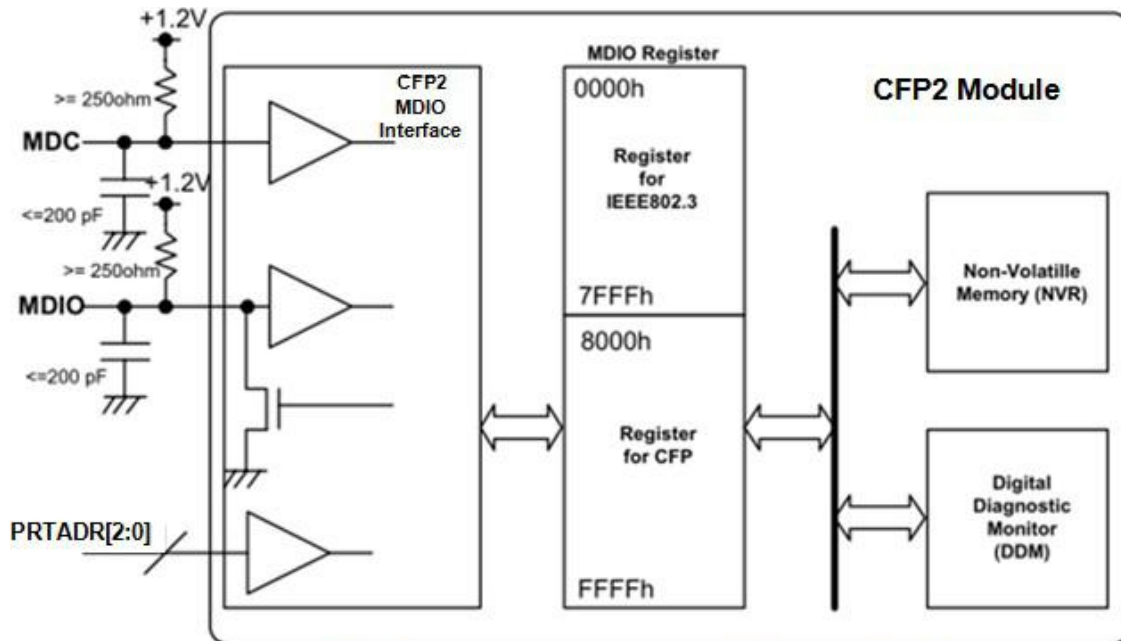 +1.2V
>= 250ohm
MDC
<=200 pF
+1.2V
>= 250ohm
MDIO
<=200 pF
PRTADR[2:0]
CFP2
MDIO
Interface
MDIO Register
0000h
Register
for
IEEE802.3
7FFFh
8000h
Register
for CFP
FFFFh
CFP2 Module
Non-Volatille
Memory (NVR)
Digital
Diagnostic
Monitor
(DDM)